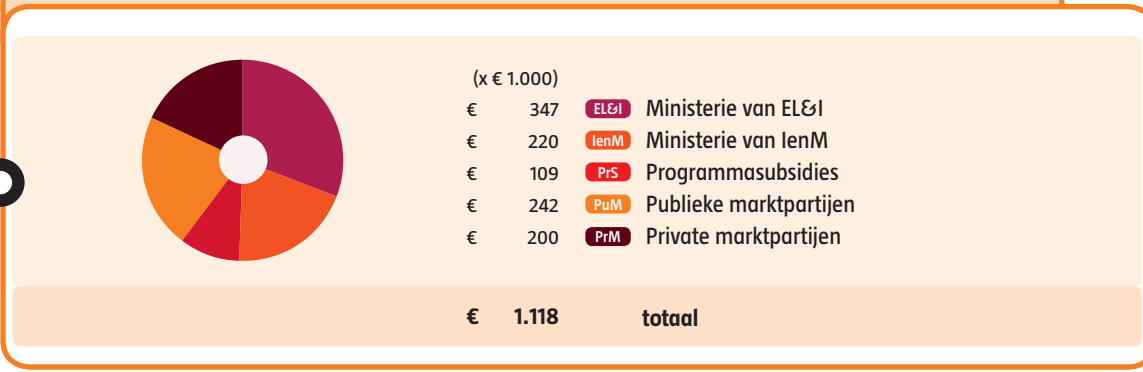 (x € 1.000)
€ 347 EL&I Ministerie van EL&I
€ 220 IenM Ministerie van IenM
€ 109 PrS Programmasubsidies
€ 242 PuM Publieke marktpartijen
€ 200 PrM Private marktpartijen
€ 1.118 totaal